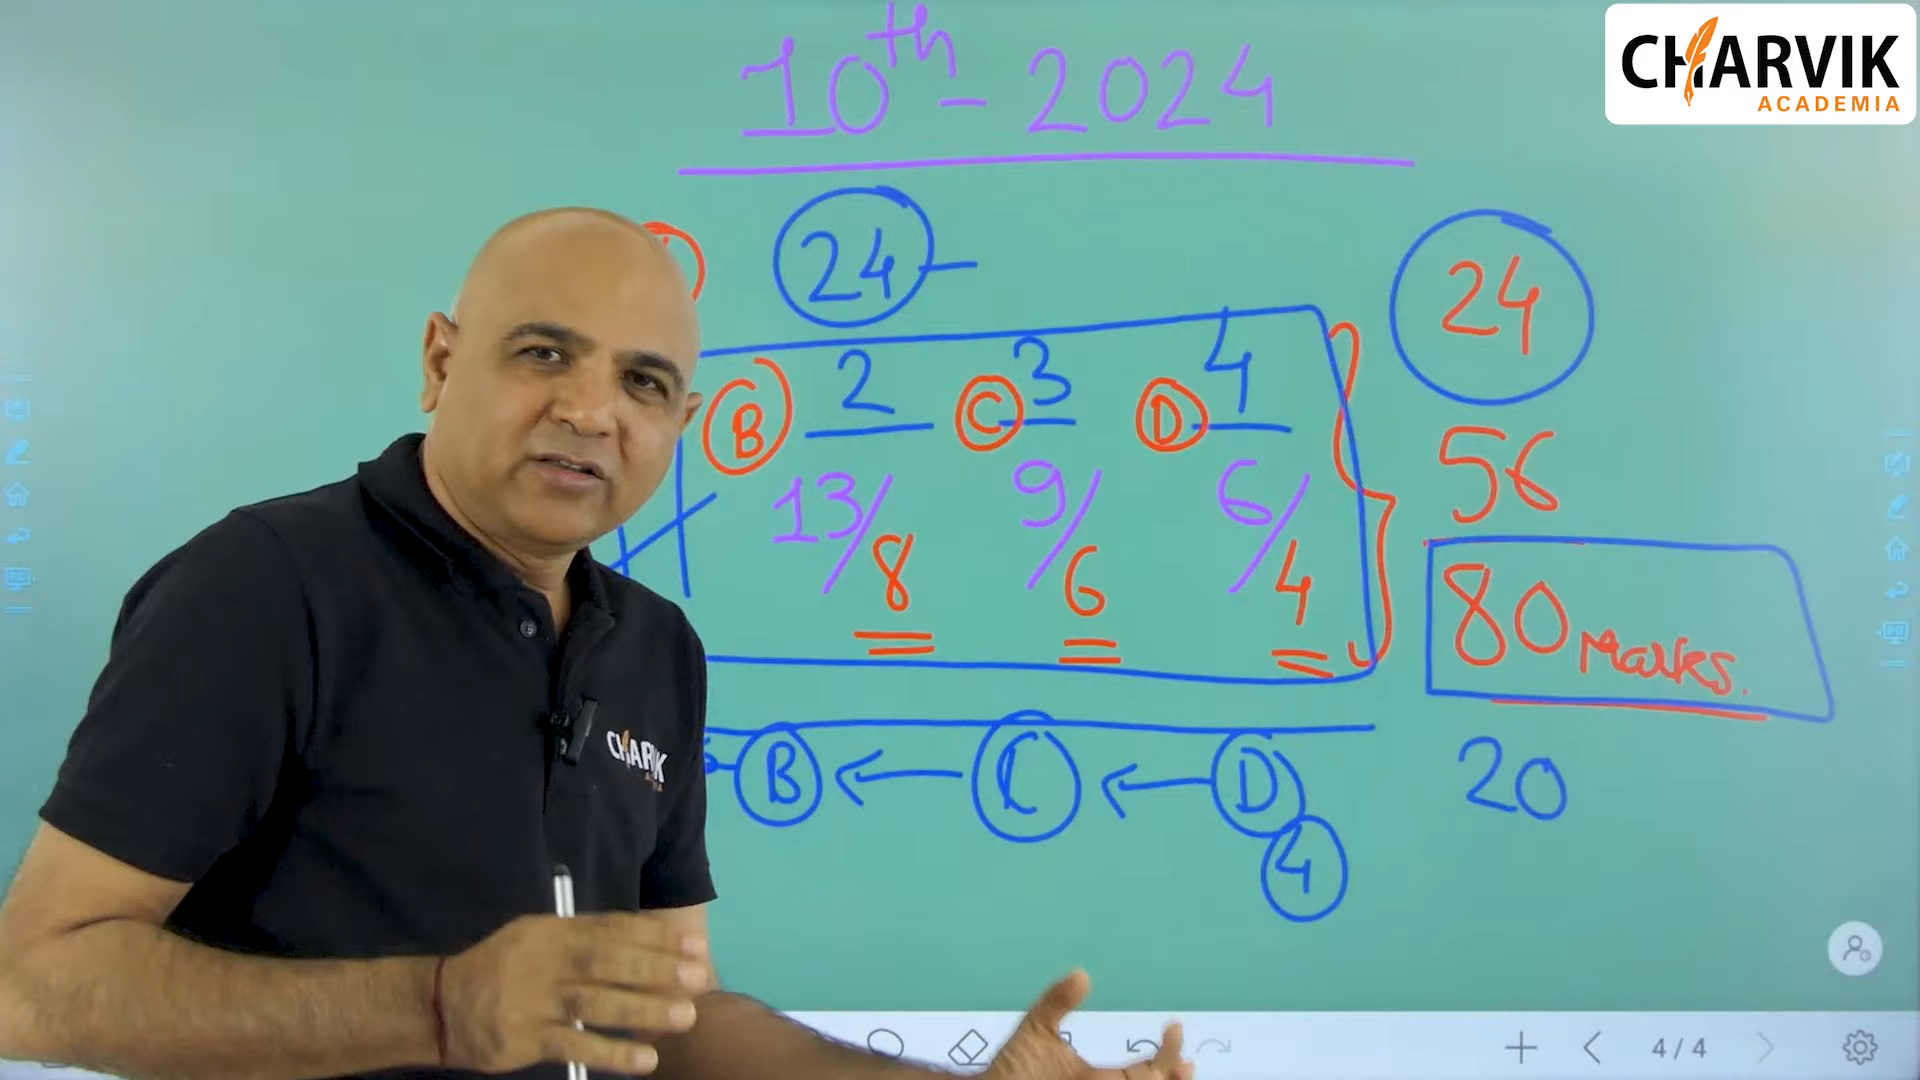 CHARVIK
ACADEMIA
10th - 2024
24
24
B 2 C 3 D 4
13/8 9/6 6/4
56
80 Marks.
B ← C ← D
4
20
CHARVIK
4/4